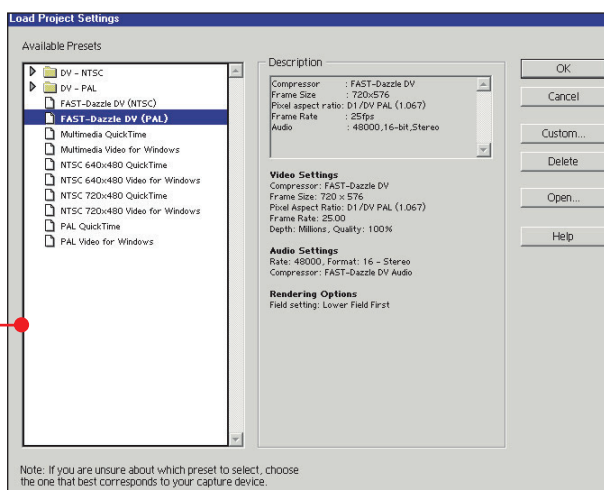 Load Project Settings
Available Presets
DV - NTSC
DV - PAL
FAST-Dazzle DV (NTSC)
FAST-Dazzle DV (PAL)
Multimedia QuickTime
Multimedia Video for Windows
NTSC 640x480 QuickTime
NTSC 640x480 Video for Windows
NTSC 720x480 QuickTime
NTSC 720x480 Video for Windows
PAL QuickTime
PAL Video for Windows
Description
Compressor : FAST-Dazzle DV
Frame Size : 720x576
Pixel aspect ratio: D1/DV PAL (1.067)
Frame Rate : 25fps
Audio : 48000,16-bit,Stereo
Video Settings
Compressor: FAST-Dazzle DV
Frame Size: 720 x 576
Pixel Aspect Ratio: D1/DV PAL (1.067)
Frame Rate: 25.00
Depth: Millions, Quality: 100%
Audio Settings
Rate: 48000, Format: 16 - Stereo
Compressor: FAST-Dazzle DV Audio
Rendering Options
Field setting: Lower Field First
OK
Cancel
Custom...
Delete
Open...
Help
Note: If you are unsure about which preset to select, choose
the one that best corresponds to your capture device.